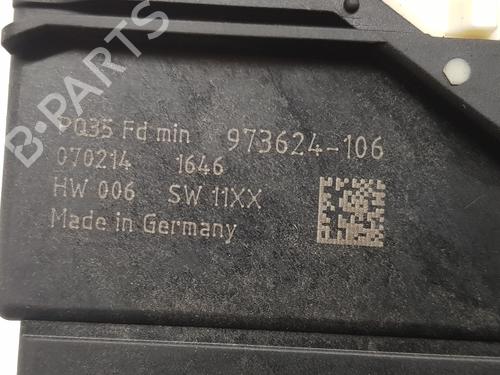 PQ35 Fd min 973624-106
070214 1646
HW 006 SW 11XX
Made in Germany
B-PARTS